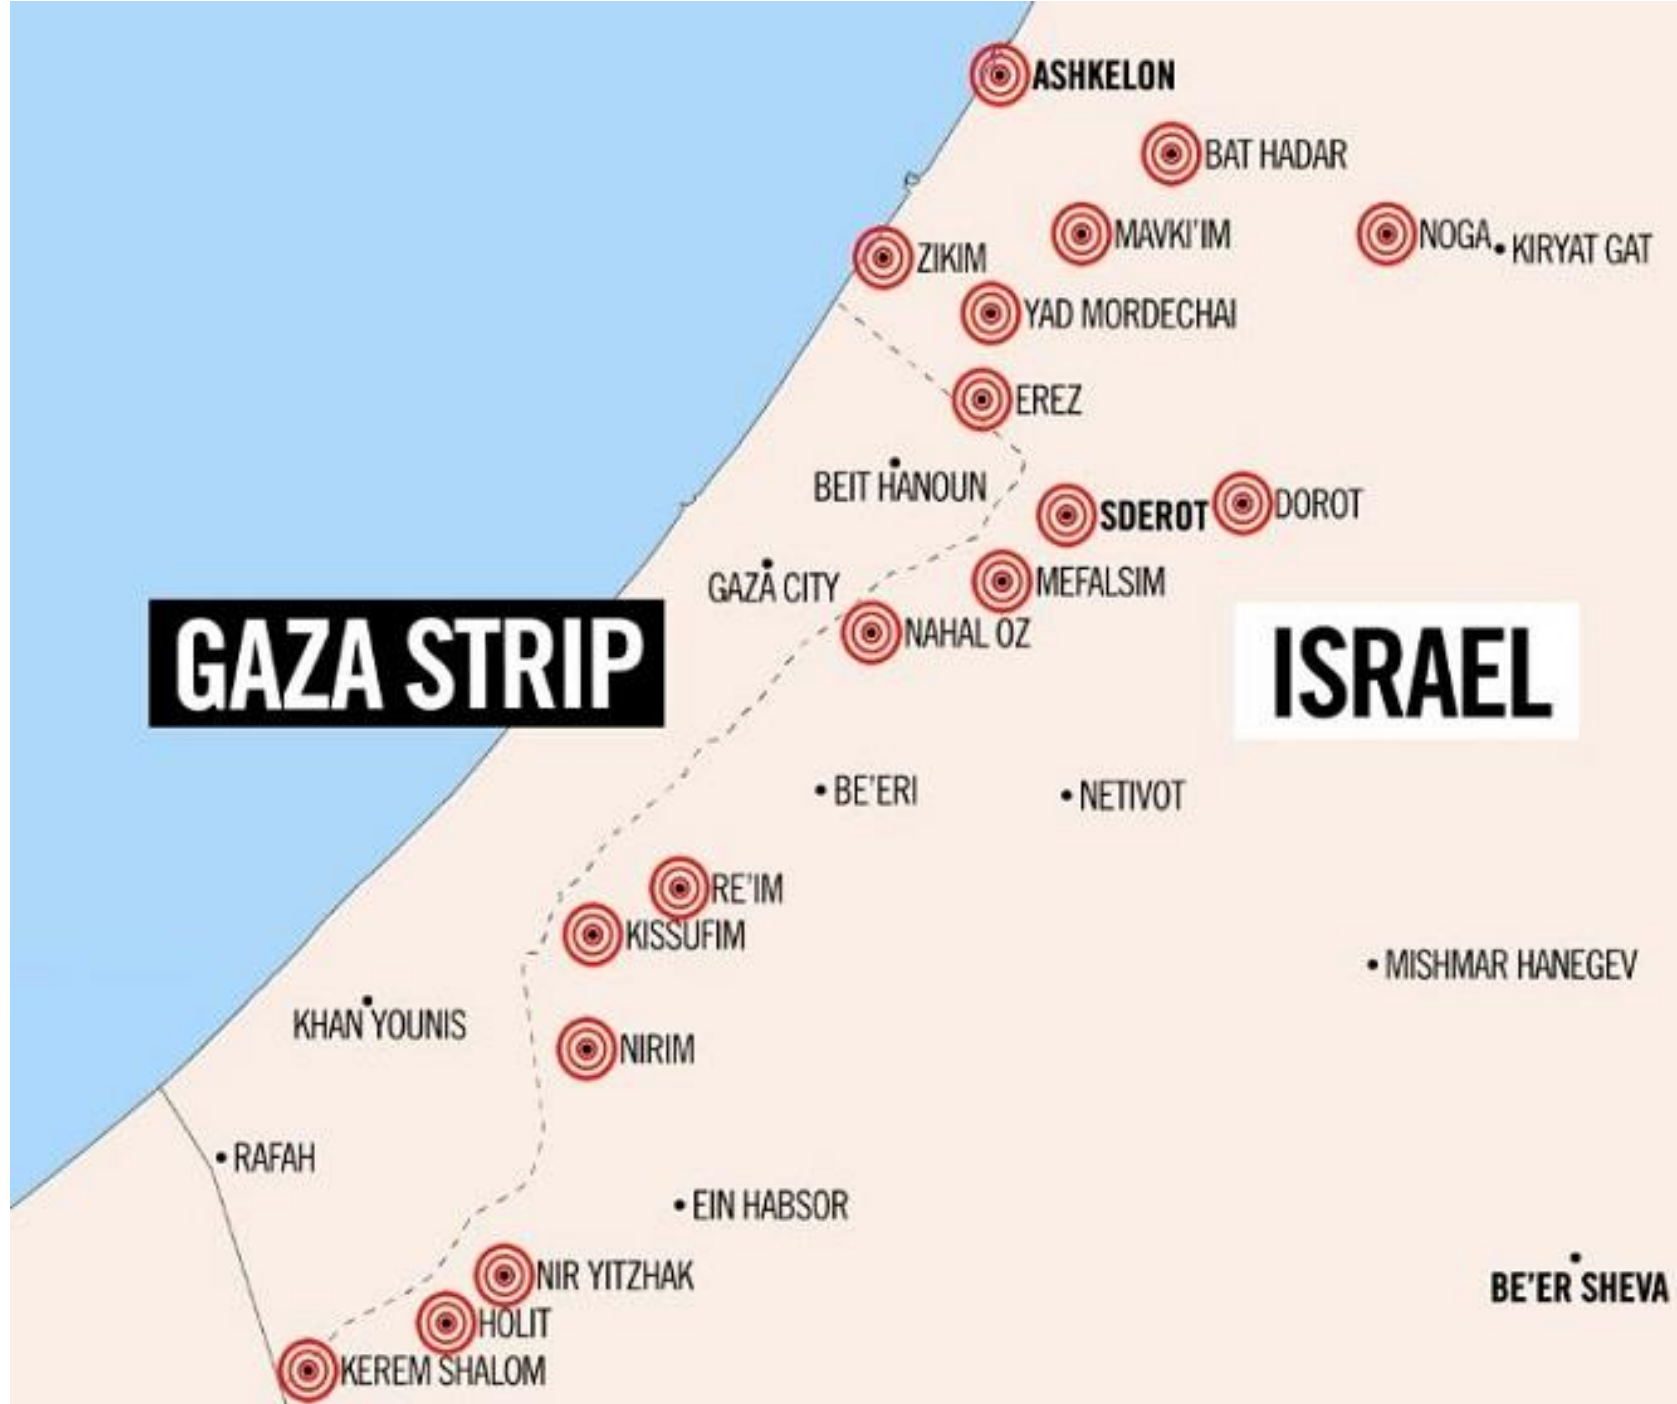 ASHKELON
BAT HADAR
MAVKI'IM
NOGA
KIRYAT GAT
ZIKIM
YAD MORDECHAI
EREZ
BEIT HANOUN
SDEROT
DOROT
GAZA CITY
MEFALSIM
NAHAL OZ
GAZA STRIP
ISRAEL
BE'ERI
NETIVOT
RE'IM
KISSUFIM
MISHMAR HANEGEV
KHAN YOUNIS
NIRIM
RAFAH
EIN HABSOR
NIR YITZHAK
BE'ER SHEVA
HOLIT
KEREM SHALOM